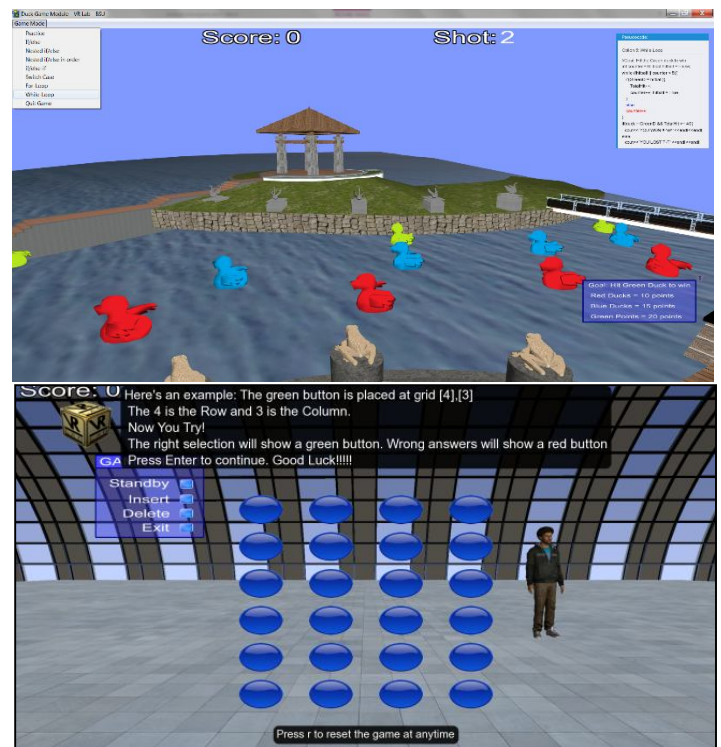 Duck Game Module - VR Lab BSU
Game Mode
Practice
If/else
Nested if/else
Nested if/else in order
If/else if
Switch Case
For Loop
While Loop
Quit Game
Score: 0
Shot: 2
Pseudocode
Goal: Hit Green Duck to win
Red Ducks = 10 points
Blue Ducks = 15 points
Green Points = 20 points
Score: 0
Here's an example: The green button is placed at grid [4],[3]
The 4 is the Row and 3 is the Column.
Now You Try!
The right selection will show a green button. Wrong answers will show a red button
Press Enter to continue. Good Luck!!!!!
GA
Standby
Insert
Delete
Exit
Press r to reset the game at anytime